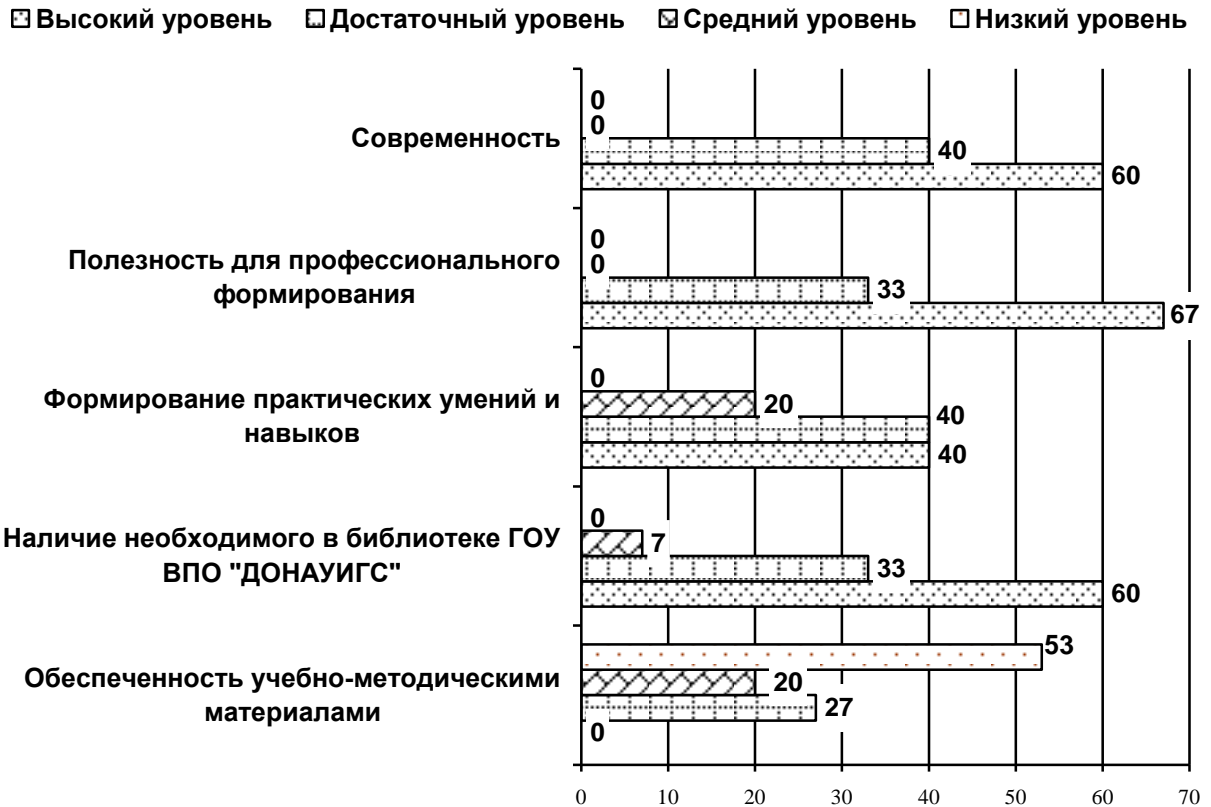 Высокий уровень Достаточный уровень Средний уровень Низкий уровень
0
0
Современность
40
60
0
0
Полезность для профессионального
формирования
33
67
0
Формирование практических умений и
навыков
20
40
40
0
Наличие необходимого в библиотеке ГОУ
ВПО "ДОНАУИГС"
7
33
60
53
Обеспеченность учебно-методическими
материалами
20
27
0
0 10 20 30 40 50 60 70